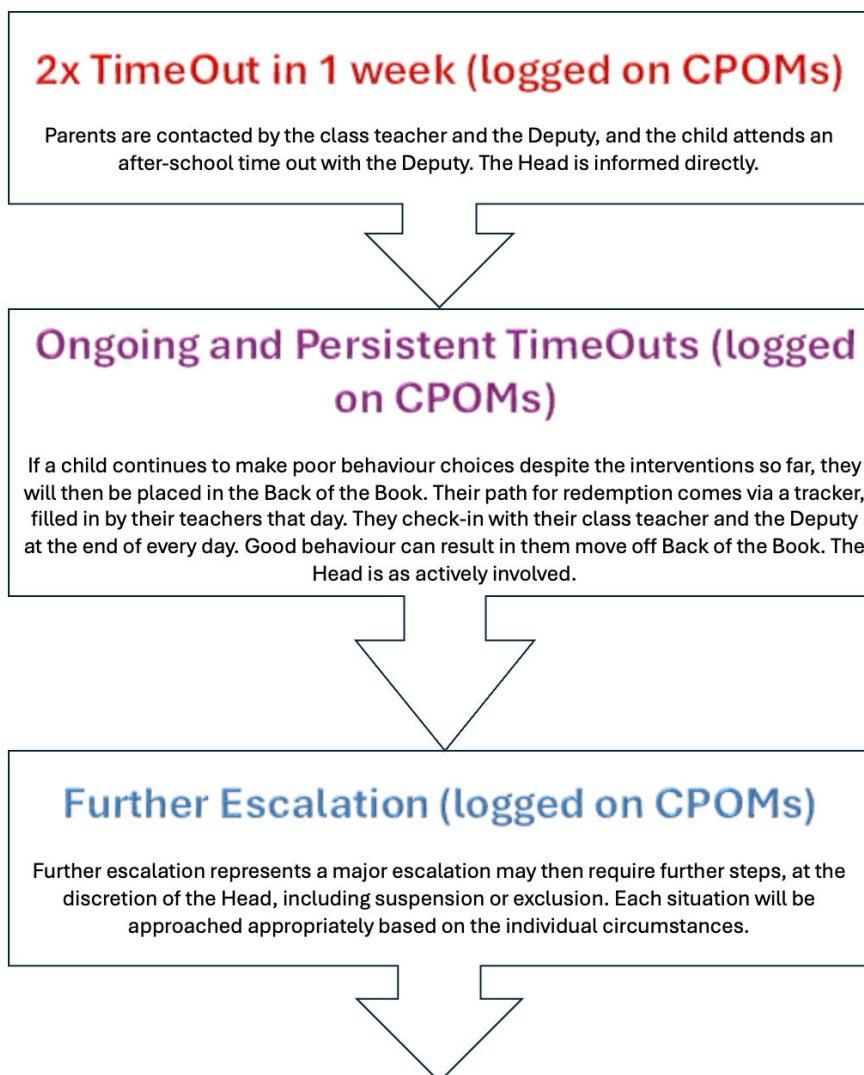 2x TimeOut in 1 week (logged on CPOMs)
Parents are contacted by the class teacher and the Deputy, and the child attends an
after-school time out with the Deputy. The Head is informed directly.
Ongoing and Persistent TimeOuts (logged
on CPOMs)
If a child continues to make poor behaviour choices despite the interventions so far, they
will then be placed in the Back of the Book. Their path for redemption comes via a tracker,
filled in by their teachers that day. They check-in with their class teacher and the Deputy
at the end of every day. Good behaviour can result in them move off Back of the Book. The
Head is as actively involved.
Further Escalation (logged on CPOMs)
Further escalation represents a major escalation may then require further steps, at the
discretion of the Head, including suspension or exclusion. Each situation will be
approached appropriately based on the individual circumstances.